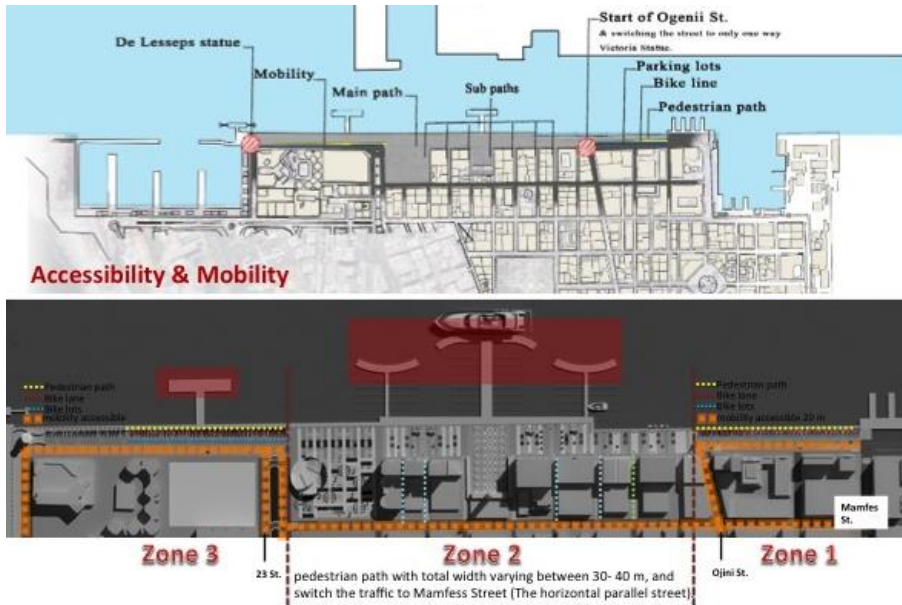 Start of Ogenii St.
& switching the street to only one way
Victoria Statue.
De Lesseps statue
Mobility
Main path
Sub paths
Parking lots
Bike line
Pedestrian path
Accessibility & Mobility
Pedestrian path
Bike lane
Bike lots
mobility accessible
Pedestrian path
Bike lane
Bike lots
mobility accessible 20 m
Mamfes
St.
Zone 3
Zone 2
Zone 1
23 St.
Ojini St.
pedestrian path with total width varying between 30- 40 m, and
switch the traffic to Mamfess Street (The horizontal parallel street)